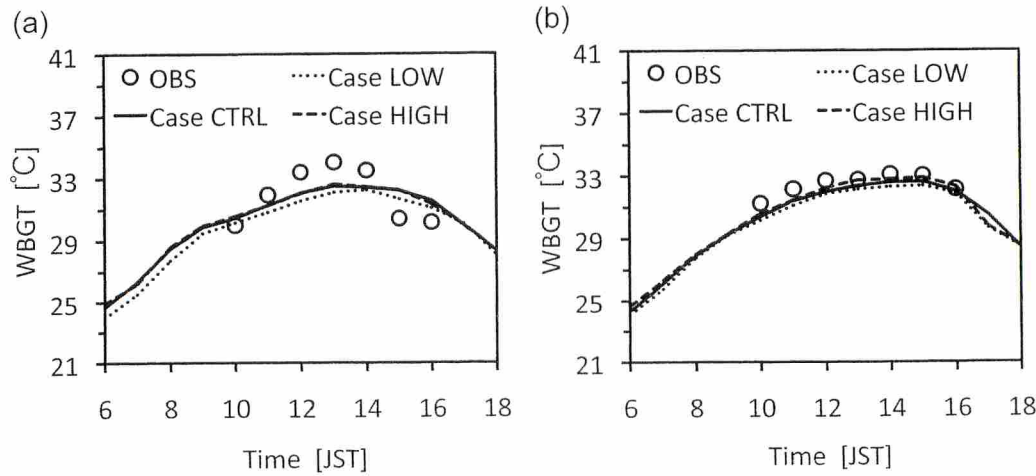 (a)
41
37
33
29
25
21
WBGT [°C]
OBS
Case LOW
Case CTRL
Case HIGH
6 8 10 12 14 16 18
Time [JST]
(b)
41
37
33
29
25
21
WBGT [°C]
OBS
Case LOW
Case CTRL
Case HIGH
6 8 10 12 14 16 18
Time [JST]